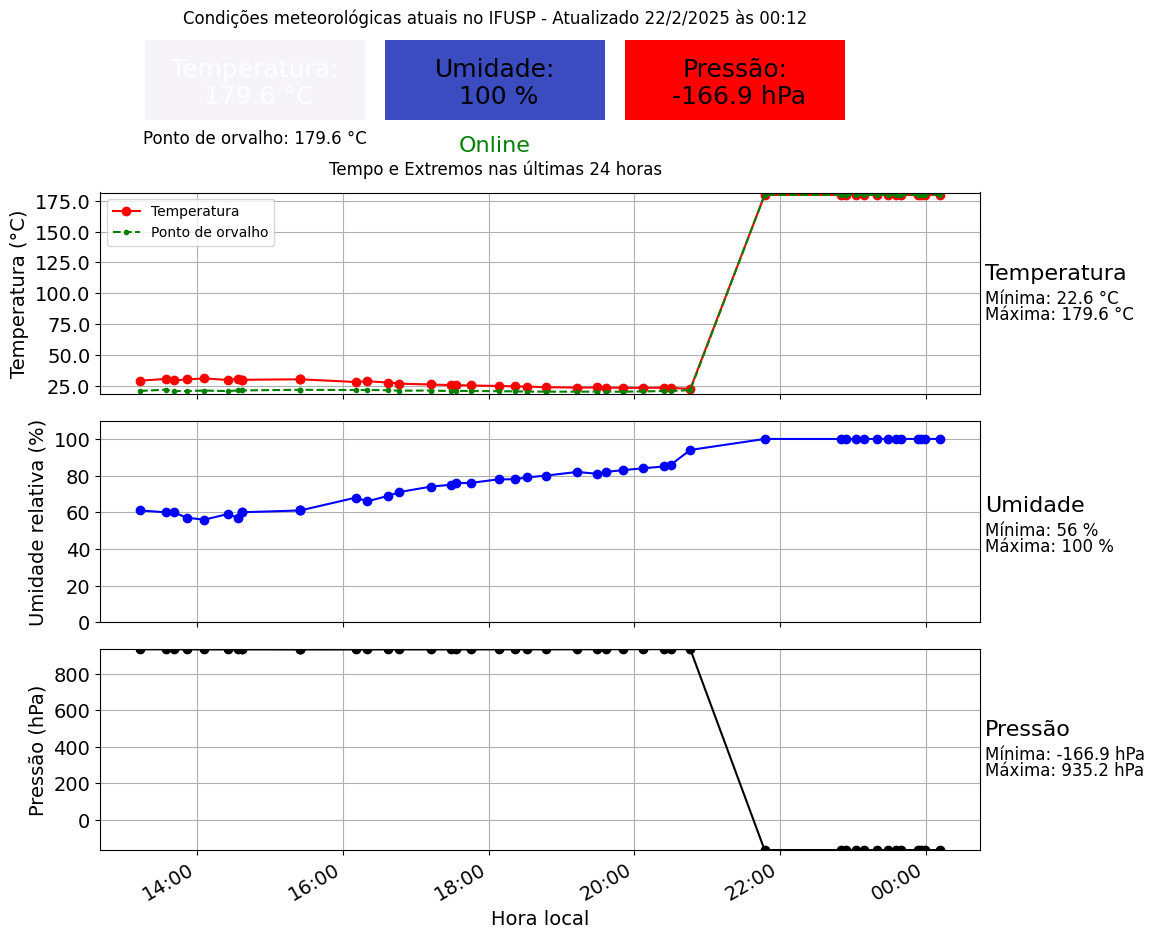 Condições meteorológicas atuais no IFUSP - Atualizado 22/2/2025 às 00:12
Temperatura:
179.6 °C
Umidade:
100 %
Pressão:
-166.9 hPa
Ponto de orvalho: 179.6 °C
Online
Tempo e Extremos nas últimas 24 horas
Temperatura (°C)
175.0
150.0
125.0
100.0
75.0
50.0
25.0
Temperatura
Ponto de orvalho
Temperatura
Mínima: 22.6 °C
Máxima: 179.6 °C
Umidade relativa (%)
100
80
60
40
20
0
Umidade
Mínima: 56 %
Máxima: 100 %
Pressão (hPa)
800
600
400
200
0
Pressão
Mínima: -166.9 hPa
Máxima: 935.2 hPa
14:00
16:00
18:00
20:00
22:00
00:00
Hora local